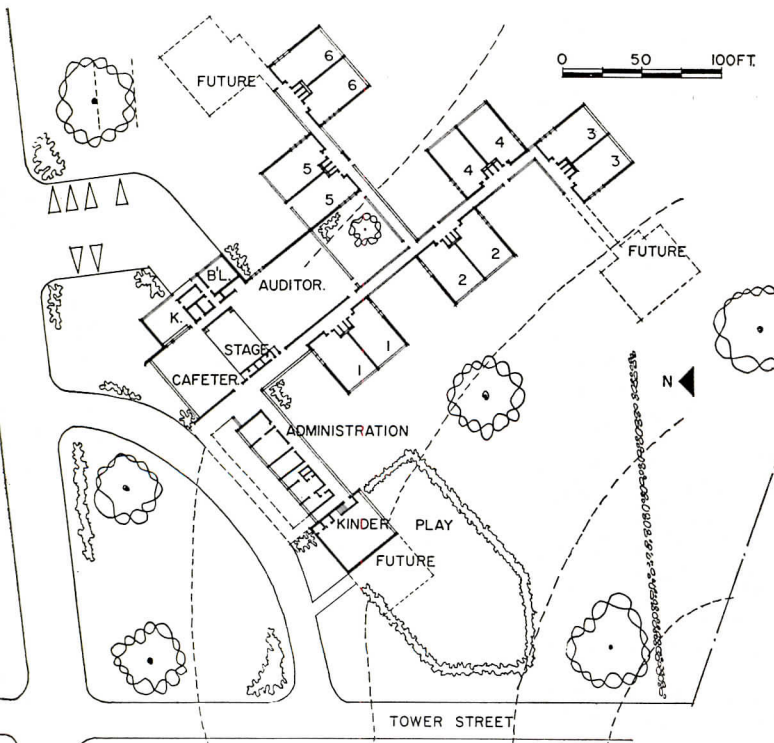 0 50 100FT.
FUTURE
6
6
5
5
4
4
3
3
FUTURE
2
2
B'L.
AUDITOR.
K.
STAGE
CAFETER.
1
1
N
ADMINISTRATION
KINDER
PLAY
FUTURE
TOWER STREET